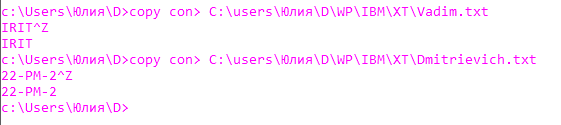 c:\Users\Юлия\D>copy con> C:\users\Юлия\D\WP\IBM\XT\Vadim.txt
IRIT^Z
IRIT
c:\Users\Юлия\D>copy con> C:\users\Юлия\D\WP\IBM\XT\Dmitrievich.txt
22-PM-2^Z
22-PM-2
c:\Users\Юлия\D>